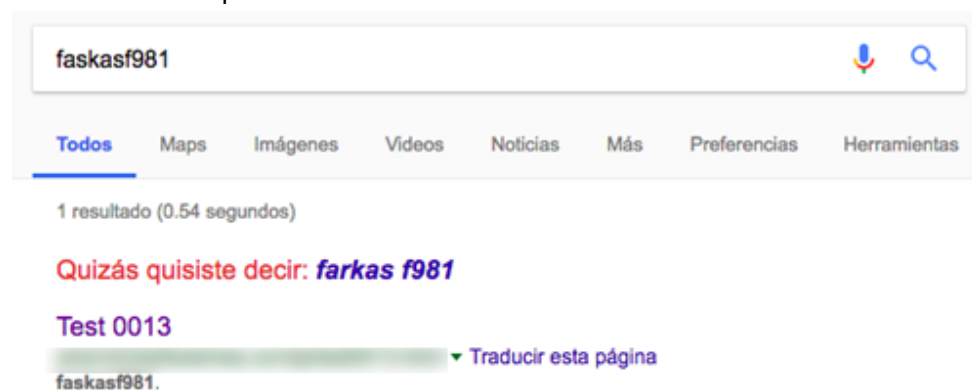 faskasf981
Todos Maps Imágenes Videos Noticias Más Preferencias Herramientas
1 resultado (0.54 segundos)
Quizás quisiste decir: farkas f981
Test 0013
Traducir esta página
faskasf981.